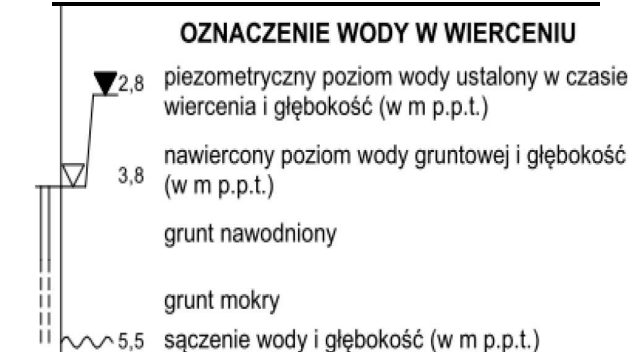 OZNACZENIE WODY W WIERCENIU
2,8 piezometryczny poziom wody ustalony w czasie
wiercenia i głębokość (w m p.p.t.)
nawiercony poziom wody gruntowej i głębokość
3,8 (w m p.p.t.)
grunt nawodniony
grunt mokry
5,5 sączenie wody i głębokość (w m p.p.t.)